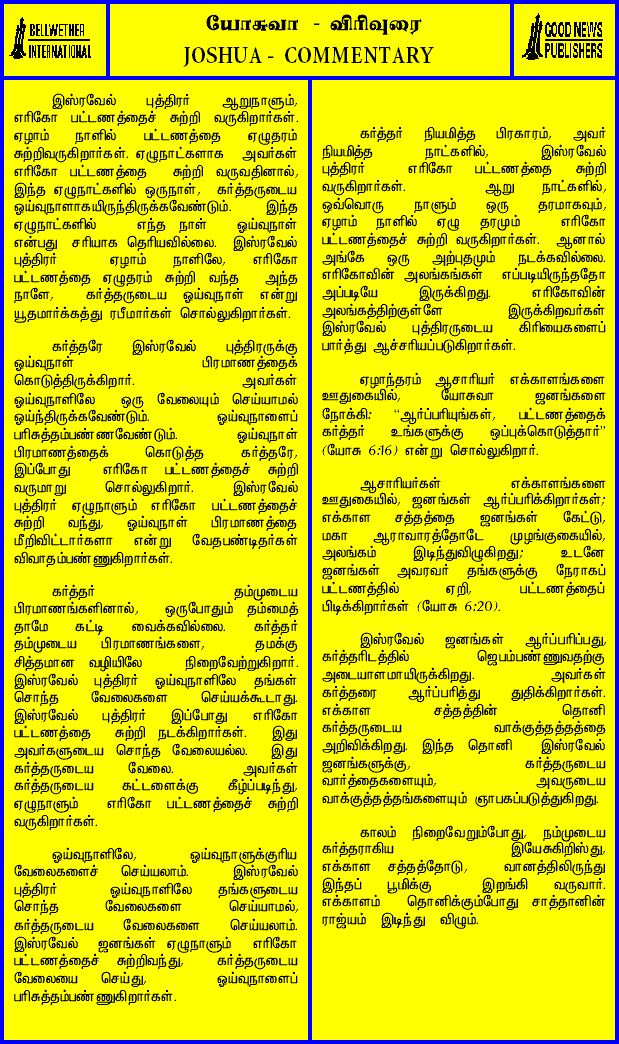 BELLWETHER
INTERNATIONAL
யோசுவா - விரிவுரை
JOSHUA - COMMENTARY
GOOD NEWS
PUBLISHERS
இஸ்ரவேல் புத்திரர் ஆறுநாளும்,
எரிகோ பட்டணத்தைச் சுற்றி வருகிறார்கள்.
ஏழாம் நாளில் பட்டணத்தை ஏழுதரம்
சுற்றிவருகிறார்கள். ஏழுநாட்களாக அவர்கள்
எரிகோ பட்டணத்தை சுற்றி வருவதினால்,
இந்த ஏழுநாட்களில் ஒருநாள், கர்த்தருடைய
ஓய்வுநாளாகயிருந்திருக்கவேண்டும். இந்த
ஏழுநாட்களில் எந்த நாள் ஓய்வுநாள்
என்பது சரியாக தெரியவில்லை. இஸ்ரவேல்
புத்திரர் ஏழாம் நாளிலே, எரிகோ
பட்டணத்தை ஏழுதரம் சுற்றி வந்த அந்த
நாளே, கர்த்தருடைய ஓய்வுநாள் என்று
யூதமார்க்கத்து ரபீமார்கள் சொல்லுகிறார்கள்.
கர்த்தரே இஸ்ரவேல் புத்திரருக்கு
ஓய்வுநாள் பிரமாணத்தைக்
கொடுத்திருக்கிறார். அவர்கள்
ஓய்வுநாளிலே ஒரு வேலையும் செய்யாமல்
ஓய்ந்திருக்கவேண்டும். ஓய்வுநாளைப்
பரிசுத்தம்பண்ணவேண்டும். ஓய்வுநாள்
பிரமாணத்தைக் கொடுத்த கர்த்தரே,
இப்போது எரிகோ பட்டணத்தைச் சுற்றி
வருமாறு சொல்லுகிறார். இஸ்ரவேல்
புத்திரர் ஏழுநாளும் எரிகோ பட்டணத்தைச்
சுற்றி வந்து, ஓய்வுநாள் பிரமாணத்தை
மீறிவிட்டார்களா என்று வேதபண்டிதர்கள்
விவாதம்பண்ணுகிறார்கள்.
கர்த்தர் தம்முடைய
பிரமாணங்களினால், ஒருபோதும் தம்மைத்
தாமே கட்டி வைக்கவில்லை. கர்த்தர்
தம்முடைய பிரமாணங்களை, தமக்கு
சித்தமான வழியிலே நிறைவேற்றுகிறார்.
இஸ்ரவேல் புத்திரர் ஓய்வுநாளிலே தங்கள்
சொந்த வேலைகளை செய்யக்கூடாது.
இஸ்ரவேல் புத்திரர் இப்போது எரிகோ
பட்டணத்தை சுற்றி நடக்கிறார்கள். இது
அவர்களுடைய சொந்த வேலையல்ல. இது
கர்த்தருடைய வேலை. அவர்கள்
கர்த்தருடைய கட்டளைக்கு கீழ்ப்படிந்து,
ஏழுநாளும் எரிகோ பட்டணத்தைச் சுற்றி
வருகிறார்கள்.
ஓய்வுநாளிலே, ஓய்வுநாளுக்குரிய
வேலைகளைச் செய்யலாம். இஸ்ரவேல்
புத்திரர் ஓய்வுநாளிலே தங்களுடைய
சொந்த வேலைகளை செய்யாமல்,
கர்த்தருடைய வேலைகளை செய்யலாம்.
இஸ்ரவேல் ஜனங்கள் ஏழுநாளும் எரிகோ
பட்டணத்தைச் சுற்றிவந்து, கர்த்தருடைய
வேலையை செய்து, ஓய்வுநாளைப்
பரிசுத்தம்பண்ணுகிறார்கள்.
கர்த்தர் நியமித்த பிரகாரம், அவர்
நியமித்த நாட்களில், இஸ்ரவேல்
புத்திரர் எரிகோ பட்டணத்தை சுற்றி
வருகிறார்கள். ஆறு நாட்களில்,
ஒவ்வொரு நாளும் ஒரு தரமாகவும்,
ஏழாம் நாளில் ஏழு தரமும் எரிகோ
பட்டணத்தைச் சுற்றி வருகிறார்கள். ஆனால்
அங்கே ஒரு அற்புதமும் நடக்கவில்லை.
எரிகோவின் அலங்கங்கள் எப்படியிருந்ததோ
அப்படியே இருக்கிறது. எரிகோவின்
அலங்கத்திற்குள்ளே இருக்கிறவர்கள்
இஸ்ரவேல் புத்திரருடைய கிரியைகளைப்
பார்த்து ஆச்சரியப்படுகிறார்கள்.
ஏழாந்தரம் ஆசாரியர் எக்காளங்களை
ஊதுகையில், யோசுவா ஜனங்களை
நோக்கி: “ஆர்ப்பரியுங்கள், பட்டணத்தைக்
கர்த்தர் உங்களுக்கு ஒப்புக்கொடுத்தார்”
(யோசு 6:16) என்று சொல்லுகிறார்.
ஆசாரியர்கள் எக்காளங்களை
ஊதுகையில், ஜனங்கள் ஆர்ப்பரிக்கிறார்கள்;
எக்காள சத்தத்தை ஜனங்கள் கேட்டு,
மகா ஆராவாரத்தோடே முழங்குகையில்,
அலங்கம் இடிந்துவிழுகிறது; உடனே
ஜனங்கள் அவரவர் தங்களுக்கு நேராகப்
பட்டணத்தில் ஏறி, பட்டணத்தைப்
பிடிக்கிறார்கள் (யோசு 6:20).
இஸ்ரவேல் ஜனங்கள் ஆர்ப்பரிப்பது,
கர்த்தரிடத்தில் ஜெபம்பண்ணுவதற்கு
அடையாளமாயிருக்கிறது. அவர்கள்
கர்த்தரை ஆர்ப்பரித்து துதிக்கிறார்கள்.
எக்காள சத்தத்தின் தொனி
கர்த்தருடைய வாக்குத்தத்தத்தை
அறிவிக்கிறது. இந்த தொனி இஸ்ரவேல்
ஜனங்களுக்கு, கர்த்தருடைய
வார்த்தைகளையும், அவருடைய
வாக்குத்தத்தங்களையும் ஞாபகப்படுத்துகிறது.
காலம் நிறைவேறும்போது, நம்முடைய
கர்த்தராகிய இயேசுகிறிஸ்து,
எக்காள சத்தத்தோடு, வானத்திலிருந்து
இந்தப் பூமிக்கு இறங்கி வருவார்.
எக்காளம் தொனிக்கும்போது சாத்தானின்
ராஜ்யம் இடிந்து விழும்.